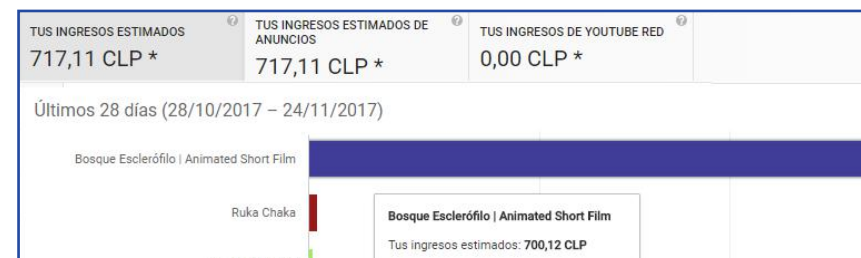 TUS INGRESOS ESTIMADOS
717,11 CLP *
TUS INGRESOS ESTIMADOS DE
ANUNCIOS
717,11 CLP *
TUS INGRESOS DE YOUTUBE RED
0,00 CLP *
Últimos 28 días (28/10/2017 – 24/11/2017)
Bosque Esclerófilo | Animated Short Film
Ruka Chaka
Bosque Esclerófilo | Animated Short Film
Tus ingresos estimados: 700,12 CLP